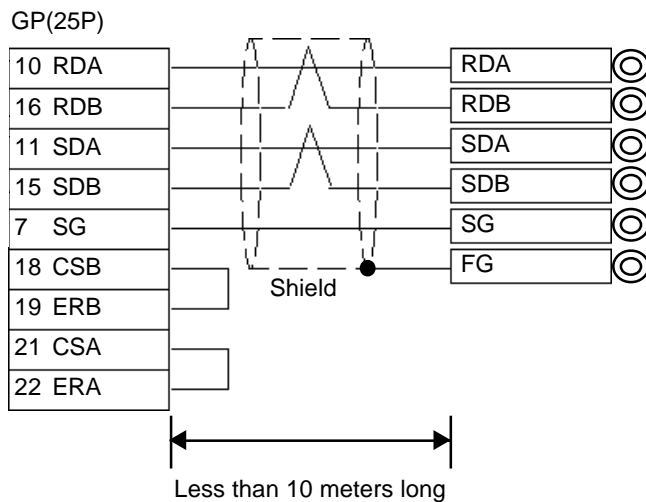 GP(25P)
10 RDA RDA
16 RDB RDB
11 SDA SDA
15 SDB SDB
7 SG SG
18 CSB FG
Shield
19 ERB
21 CSA
22 ERA
Less than 10 meters long